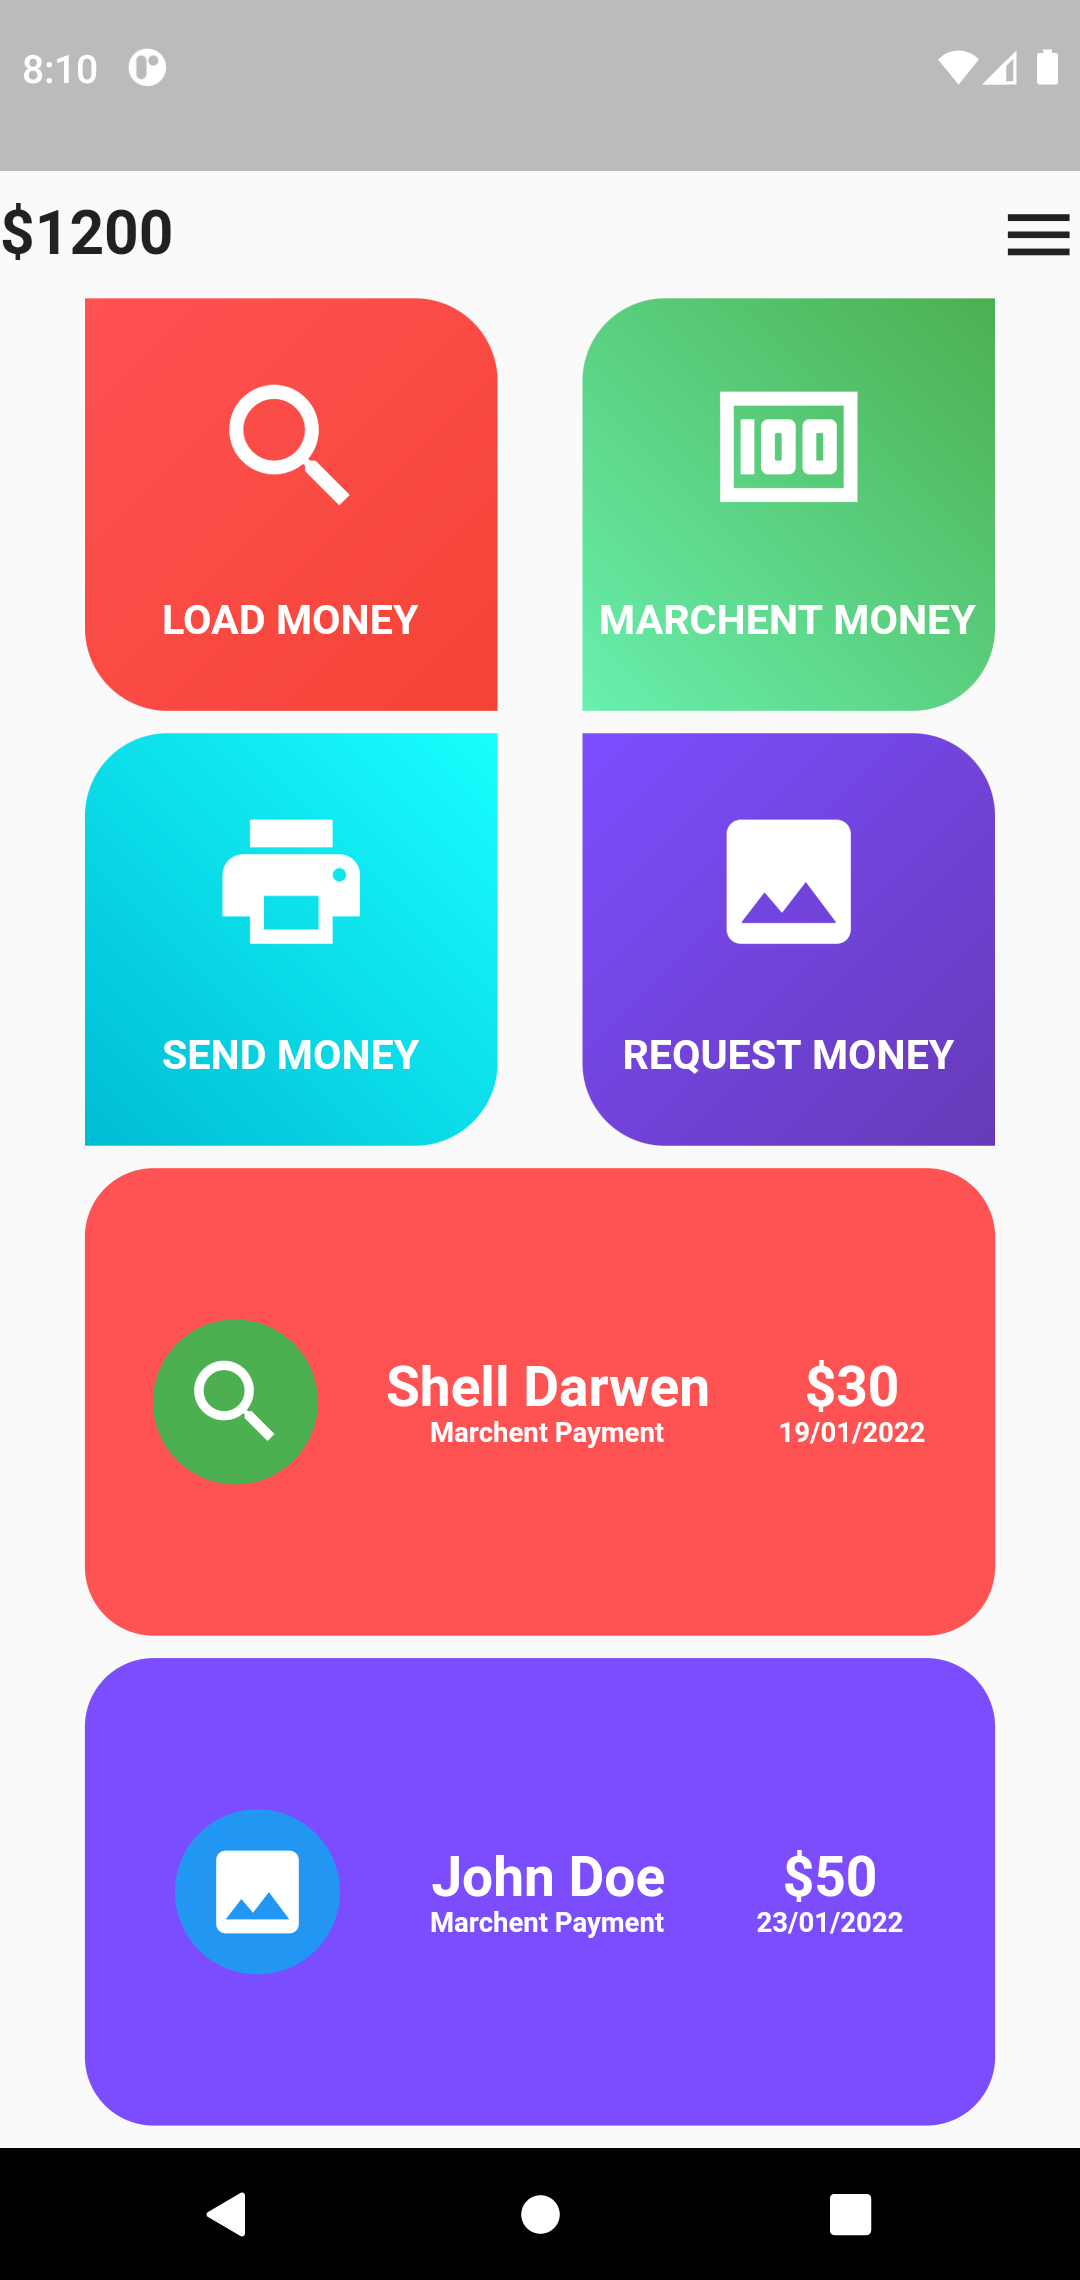 8:10
$1200
100
LOAD MONEY
MARCHENT MONEY
SEND MONEY
REQUEST MONEY
Shell Darwen
$30
Marchent Payment
19/01/2022
John Doe
$50
Marchent Payment
23/01/2022